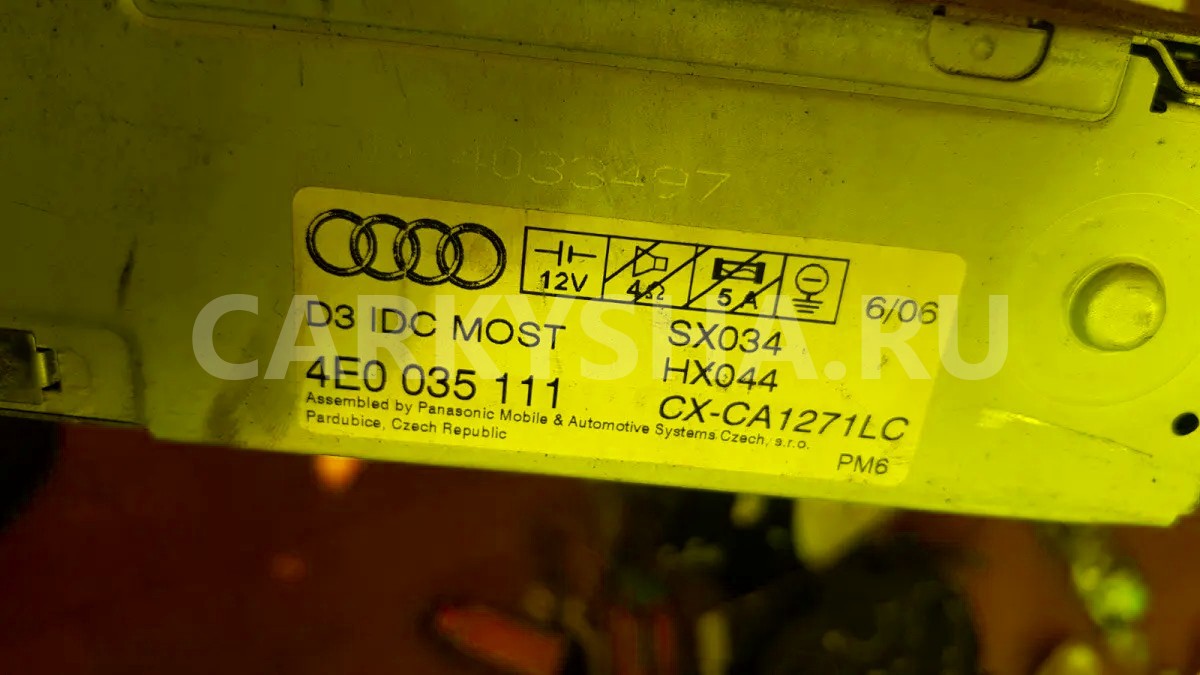 4033497
12V 4Ω 5 A
6/06
D3 IDC MOST SX034
4E0 035 111 HX044
CX-CA1271LC
Assembled by Panasonic Mobile & Automotive Systems Czech, s.r.o.
Pardubice, Czech Republic
PM6
CARKYSHA.RU